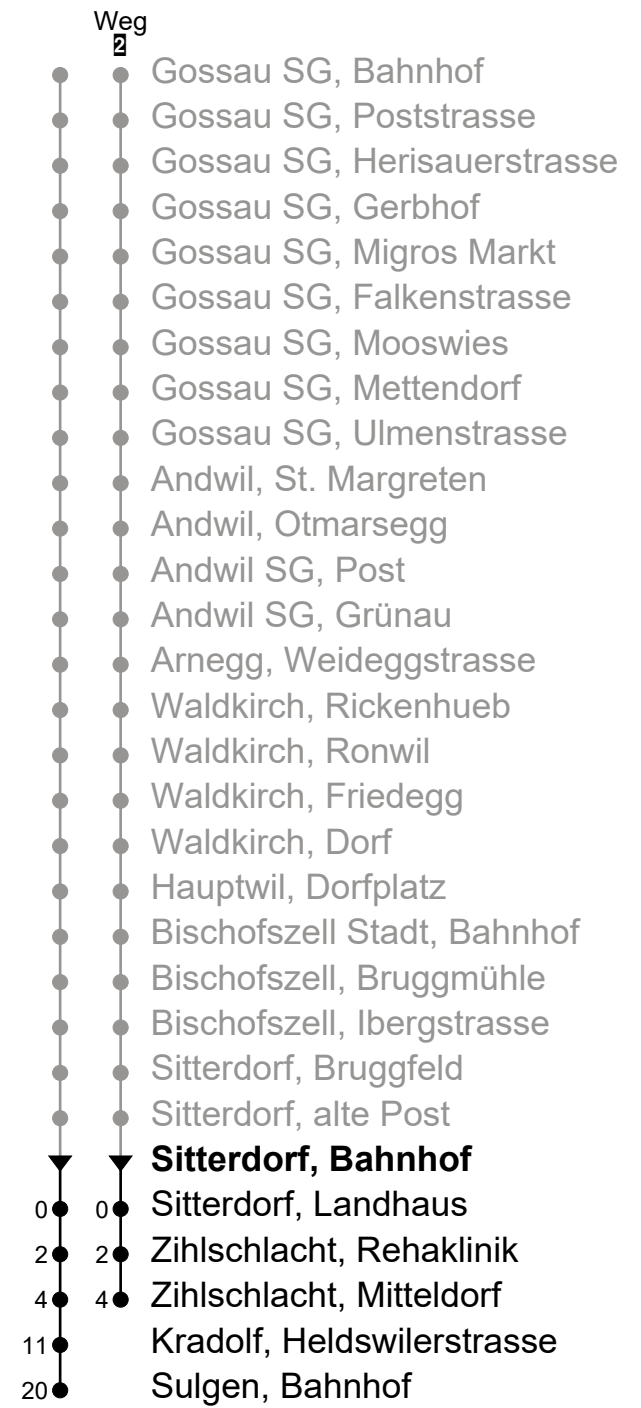 Weg
2
Gossau SG, Bahnhof
Gossau SG, Poststrasse
Gossau SG, Herisauerstrasse
Gossau SG, Gerbhof
Gossau SG, Migros Markt
Gossau SG, Falkenstrasse
Gossau SG, Mooswies
Gossau SG, Mettendorf
Gossau SG, Ulmenstrasse
Andwil, St. Margreten
Andwil, Otmarsegg
Andwil SG, Post
Andwil SG, Grünau
Arnegg, Weideggstrasse
Waldkirch, Rickenhueb
Waldkirch, Ronwil
Waldkirch, Friedegg
Waldkirch, Dorf
Hauptwil, Dorfplatz
Bischofszell Stadt, Bahnhof
Bischofszell, Bruggmühle
Bischofszell, Ibergstrasse
Sitterdorf, Bruggfeld
Sitterdorf, alte Post
Sitterdorf, Bahnhof
0 0 Sitterdorf, Landhaus
2 2 Zihlschlacht, Rehaklinik
4 4 Zihlschlacht, Mitteldorf
11 Kradolf, Heldswilerstrasse
20 Sulgen, Bahnhof